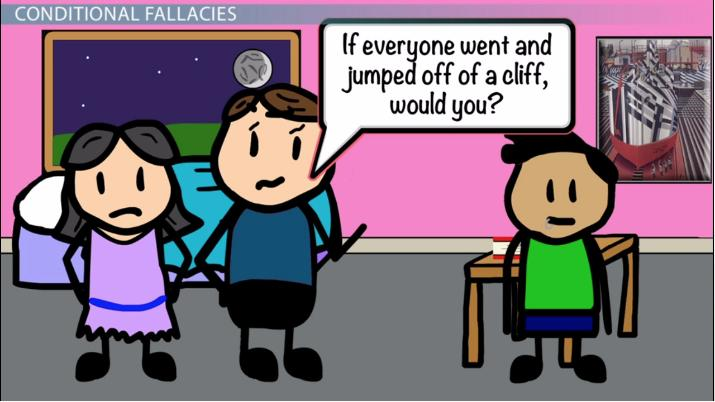 CONDITIONAL FALLACIES
If everyone went and
jumped off of a cliff,
would you?